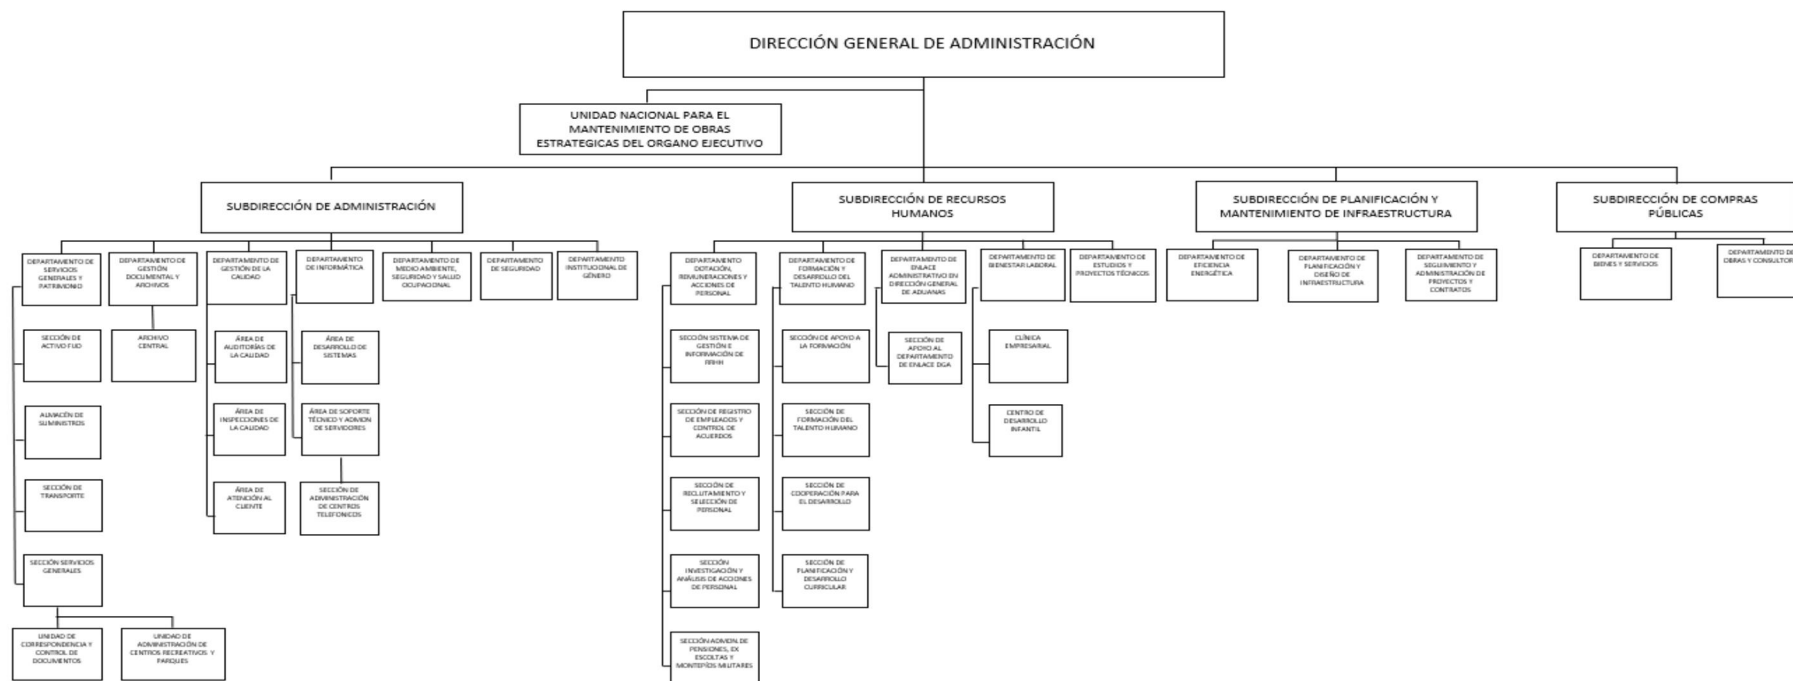 DIRECCIÓN GENERAL DE ADMINISTRACIÓN
UNIDAD NACIONAL PARA EL
MANTENIMIENTO DE OBRAS
ESTRATEGICAS DEL ORGANO EJECUTIVO
SUBDIRECCIÓN DE ADMINISTRACIÓN
SUBDIRECCIÓN DE RECURSOS
HUMANOS
SUBDIRECCIÓN DE PLANIFICACIÓN Y
MANTENIMIENTO DE INFRAESTRUCTURA
SUBDIRECCIÓN DE COMPRAS
PÚBLICAS
DEPARTAMENTO DE
SERVICIOS
GENERALES Y
PATRIMONIO
DEPARTAMENTO DE
GESTIÓN
DOCUMENTAL Y
ARCHIVOS
DEPARTAMENTO DE
GESTIÓN DE LA
CALIDAD
DEPARTAMENTO
DE INFORMÁTICA
DEPARTAMENTO DE
MEDIO AMBIENTE,
SEGURIDAD Y SALUD
OCUPACIONAL
DEPARTAMENTO
DE SEGURIDAD
DEPARTAMENTO
INSTITUCIONAL DE
GÉNERO
DEPARTAMENTO
DOTACIÓN,
REMUNERACIONES Y
ACCIONES DE
PERSONAL
DEPARTAMENTO DE
FORMACIÓN Y
DESARROLLO DEL
TALENTO HUMANO
DEPARTAMENTO DE
ENLACE
ADMINISTRATIVO EN
DIRECCIÓN GENERAL
DE ADUANAS
DEPARTAMENTO DE
BIENESTAR LABORAL
DEPARTAMENTO DE
ESTUDIOS Y
PROYECTOS TÉCNICOS
DEPARTAMENTO DE
EFICIENCIA
ENERGÉTICA
DEPARTAMENTO DE
PLANIFICACIÓN Y
DISEÑO DE
INFRAESTRUCTURA
DEPARTAMENTO DE
SEGUIMIENTO Y
ADMINISTRACIÓN DE
PROYECTOS Y
CONTRATOS
DEPARTAMENTO DE
BIENES Y SERVICIOS
DEPARTAMENTO DE
OBRAS Y CONSULTOR
SECCIÓN DE
ACTIVO FIJO
ARCHIVO
CENTRAL
ÁREA DE
AUDITORÍAS DE
LA CALIDAD
ÁREA DE
DESARROLLO DE
SISTEMAS
SECCIÓN SISTEMA DE
GESTIÓN E
INFORMACIÓN DE
RRHH
SECCIÓN DE APOYO A
LA FORMACIÓN
SECCIÓN DE
APOYO AL
DEPARTAMENTO
DE ENLACE DGA
CLÍNICA
EMPRESARIAL
ALMACÉN DE
SUMINISTROS
ÁREA DE
INSPECCIONES DE
LA CALIDAD
ÁREA DE SOPORTE
TÉCNICO Y ADMON
DE SERVIDORES
SECCIÓN DE REGISTRO
DE EMPLEADOS Y
CONTROL DE
ACUERDOS
SECCIÓN DE
FORMACIÓN DEL
TALENTO HUMANO
CENTRO DE
DESARROLLO
INFANTIL
SECCIÓN DE
TRANSPORTE
ÁREA DE
ATENCIÓN AL
CLIENTE
SECCIÓN DE
ADMINISTRACIÓN
DE CENTROS
TELEFONICOS
SECCIÓN DE
RECLUTAMIENTO Y
SELECCIÓN DE
PERSONAL
SECCIÓN DE
COOPERACIÓN PARA
EL DESARROLLO
SECCIÓN SERVICIOS
GENERALES
SECCIÓN
INVESTIGACIÓN Y
ANÁLISIS DE ACCIONES
DE PERSONAL
SECCIÓN DE
PLANIFICACIÓN Y
DESARROLLO
CURRICULAR
UNIDAD DE
CORRESPONDENCIA Y
CONTROL DE
DOCUMENTOS
UNIDAD DE
ADMINISTRACIÓN DE
CENTROS RECREATIVOS Y
PARQUES
SECCIÓN ADMON. DE
PENSIONES, EX
ESCOLTAS Y
MONTEPÍOS MILITARES